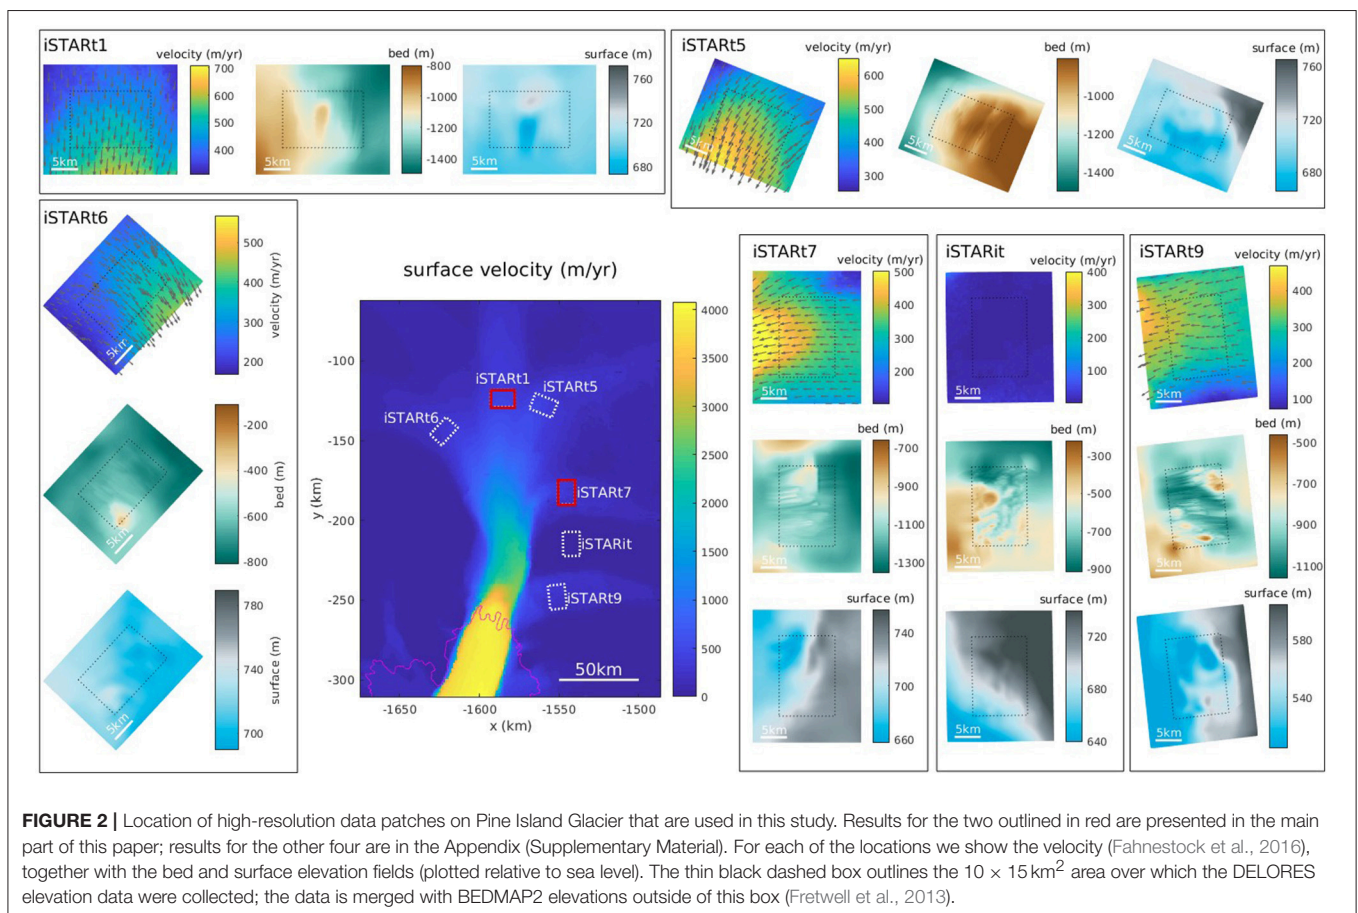 iSTARt1
velocity (m/yr)
700
600
500
400
5km
bed (m)
-800
-1000
-1200
-1400
5km
surface (m)
760
720
680
5km
iSTARt5
velocity (m/yr)
600
500
400
300
5km
bed (m)
-1000
-1200
-1400
5km
surface (m)
760
720
680
5km
iSTARt6
500
400
300
200
velocity (m/yr)
5km
-200
-400
-600
-800
bed (m)
5km
780
740
700
surface (m)
5km
surface velocity (m/yr)
-100
-150
-200
-250
-300
y (km)
-1650
-1600
-1550
-1500
x (km)
iSTARt1
iSTARt5
iSTARt6
iSTARt7
iSTARit
iSTARt9
50km
4000
3500
3000
2500
2000
1500
1000
500
0
iSTARt7
velocity (m/yr)
500
400
300
200
5km
bed (m)
-700
-900
-1100
-1300
5km
surface (m)
740
700
660
5km
iSTARit
velocity (m/yr)
400
300
200
100
5km
bed (m)
-300
-500
-700
-900
5km
surface (m)
720
680
640
5km
iSTARt9
velocity (m/yr)
400
300
200
100
5km
bed (m)
-500
-700
-900
-1100
5km
surface (m)
580
540
5km
FIGURE 2 | Location of high-resolution data patches on Pine Island Glacier that are used in this study. Results for the two outlined in red are presented in the main
part of this paper; results for the other four are in the Appendix (Supplementary Material). For each of the locations we show the velocity (Fahnestock et al., 2016),
together with the bed and surface elevation fields (plotted relative to sea level). The thin black dashed box outlines the 10 × 15 km² area over which the DELORES
elevation data were collected; the data is merged with BEDMAP2 elevations outside of this box (Fretwell et al., 2013).